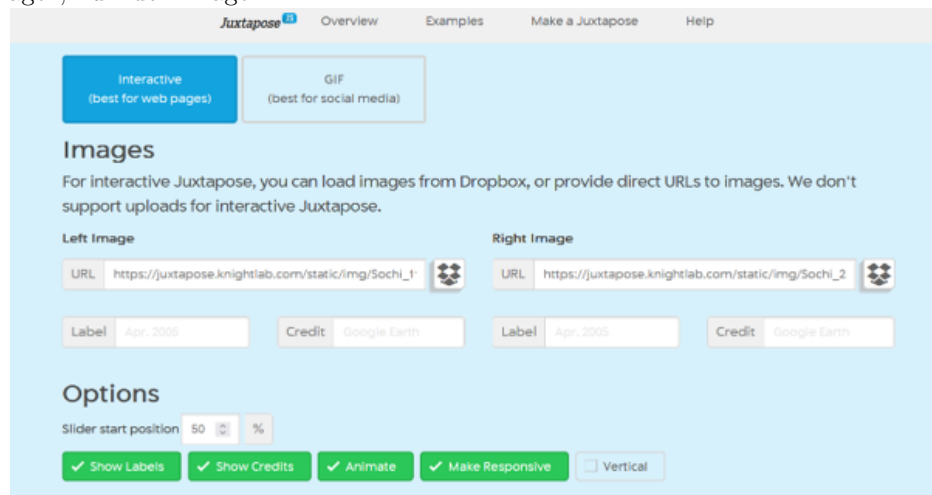 Juxtapose JS Overview Examples Make a Juxtapose Help
Interactive GIF
(best for web pages) (best for social media)
Images
For interactive Juxtapose, you can load images from Dropbox, or provide direct URLs to images. We don't
support uploads for interactive Juxtapose.
Left Image Right Image
URL https://juxtapose.knightlab.com/static/img/Sochi_1 URL https://juxtapose.knightlab.com/static/img/Sochi_2
Label Apr. 2005 Credit Google Earth Label Apr. 2005 Credit Google Earth
Options
Slider start position 50 %
Show Labels Show Credits Animate Make Responsive Vertical